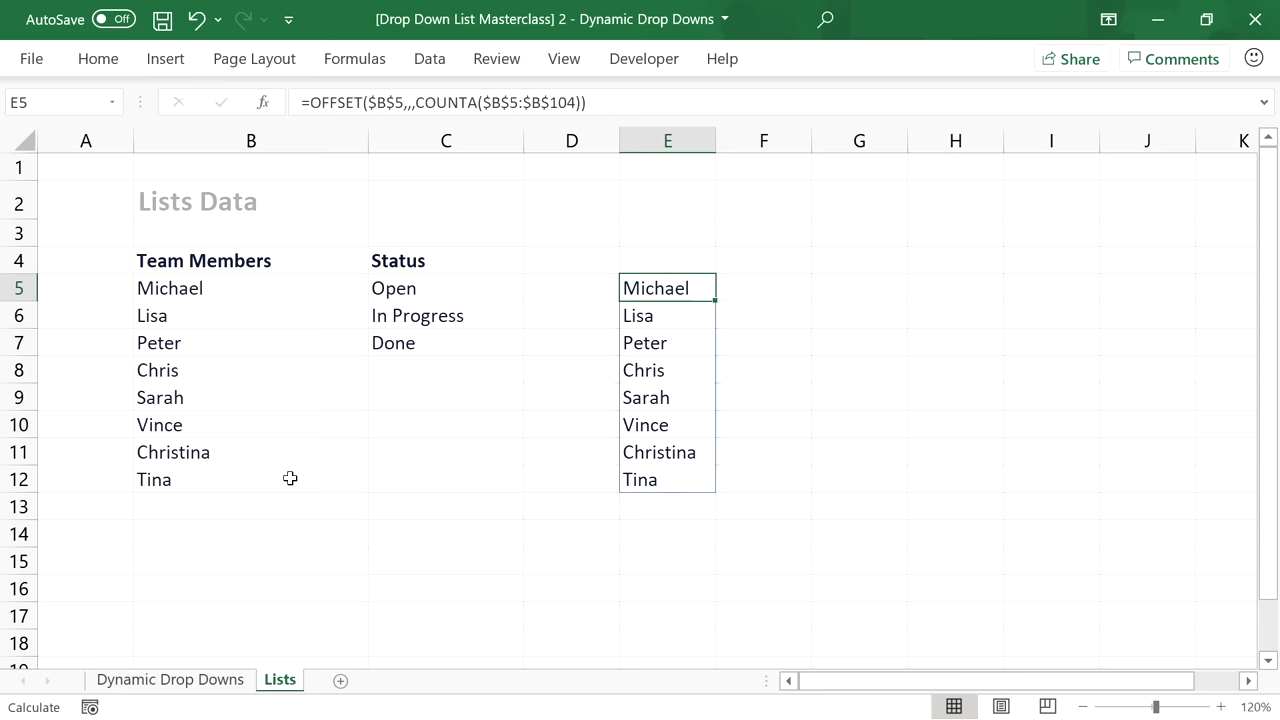 AutoSave Off [Drop Down List Masterclass] 2 - Dynamic Drop Downs
File Home Insert Page Layout Formulas Data Review View Developer Help Share Comments
E5 fx =OFFSET($B$5,,,COUNTA($B$5:$B$104))
A B C D E F G H I J K
1
2 Lists Data
3
4 Team Members Status
5 Michael Open Michael
6 Lisa In Progress Lisa
7 Peter Done Peter
8 Chris Chris
9 Sarah Sarah
10 Vince Vince
11 Christina Christina
12 Tina Tina
13
14
15
16
17
18
19
Dynamic Drop Downs Lists
Calculate 120%